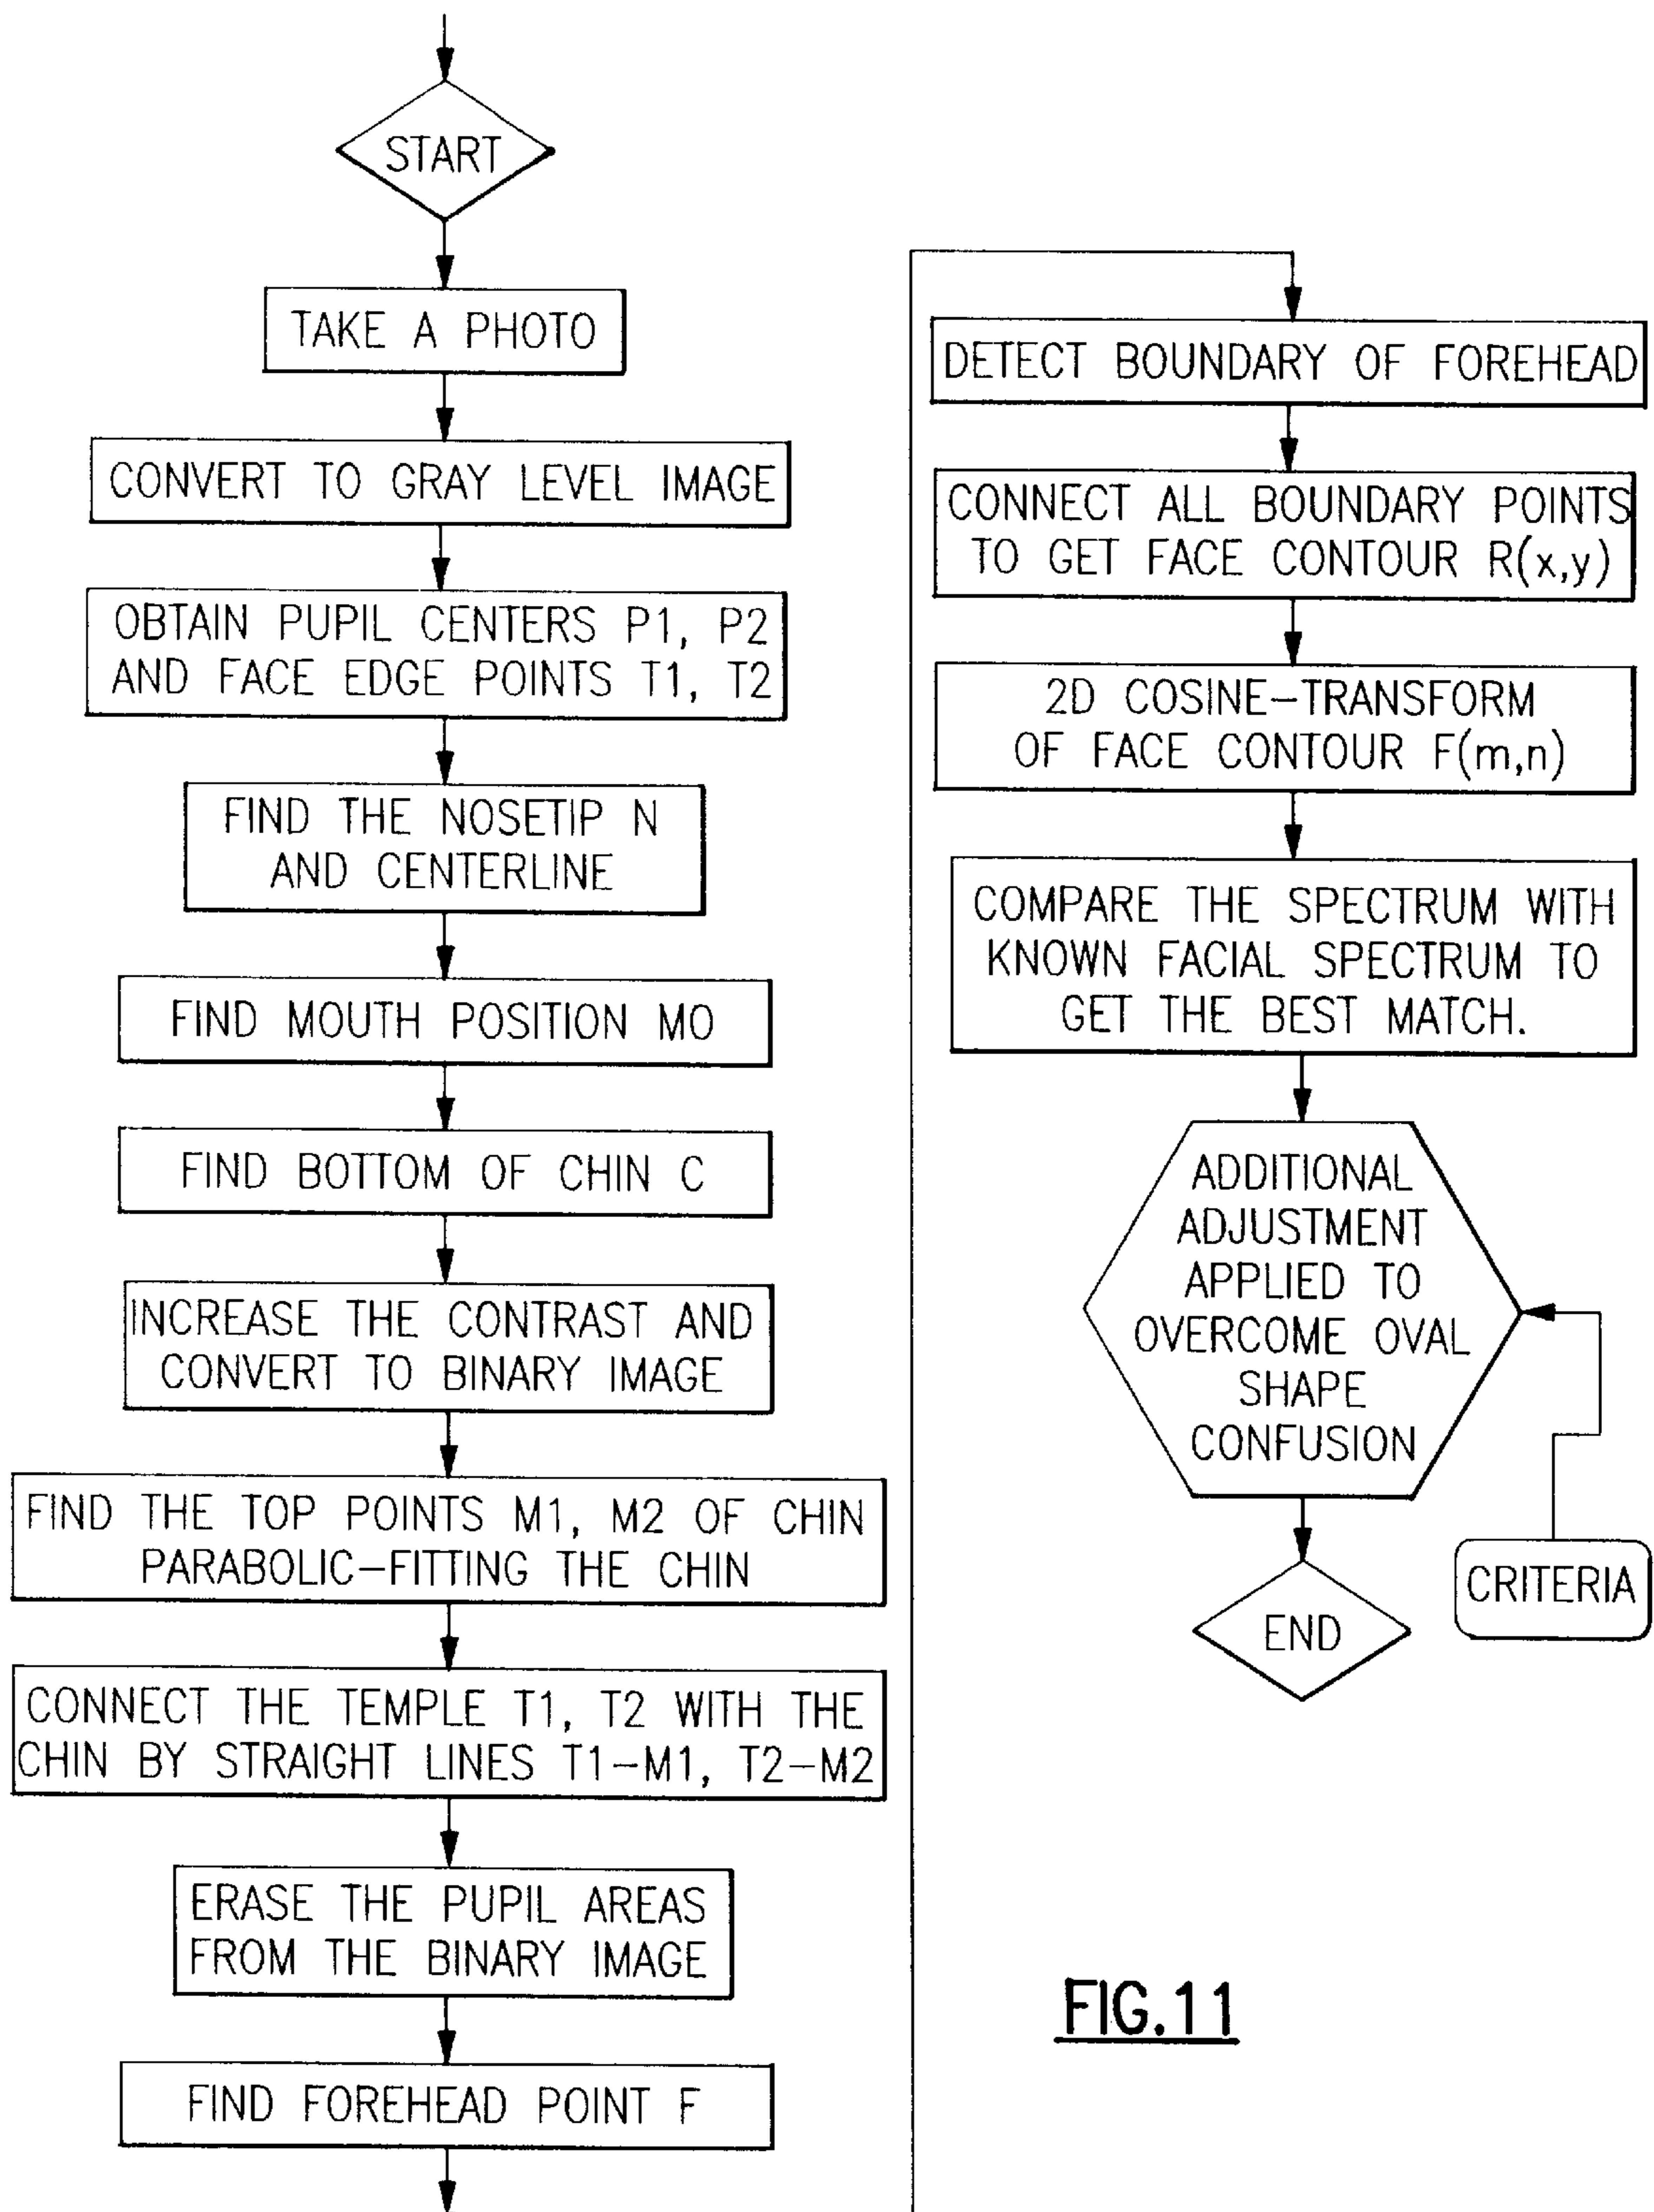 START
TAKE A PHOTO
CONVERT TO GRAY LEVEL IMAGE
OBTAIN PUPIL CENTERS P1, P2
AND FACE EDGE POINTS T1, T2
FIND THE NOSETIP N
AND CENTERLINE
FIND MOUTH POSITION MO
FIND BOTTOM OF CHIN C
INCREASE THE CONTRAST AND
CONVERT TO BINARY IMAGE
FIND THE TOP POINTS M1, M2 OF CHIN
PARABOLIC-FITTING THE CHIN
CONNECT THE TEMPLE T1, T2 WITH THE
CHIN BY STRAIGHT LINES T1-M1, T2-M2
ERASE THE PUPIL AREAS
FROM THE BINARY IMAGE
FIND FOREHEAD POINT F
DETECT BOUNDARY OF FOREHEAD
CONNECT ALL BOUNDARY POINTS
TO GET FACE CONTOUR R(x,y)
2D COSINE-TRANSFORM
OF FACE CONTOUR F(m,n)
COMPARE THE SPECTRUM WITH
KNOWN FACIAL SPECTRUM TO
GET THE BEST MATCH.
ADDITIONAL
ADJUSTMENT
APPLIED TO
OVERCOME OVAL
SHAPE
CONFUSION
CRITERIA
END
FIG.11